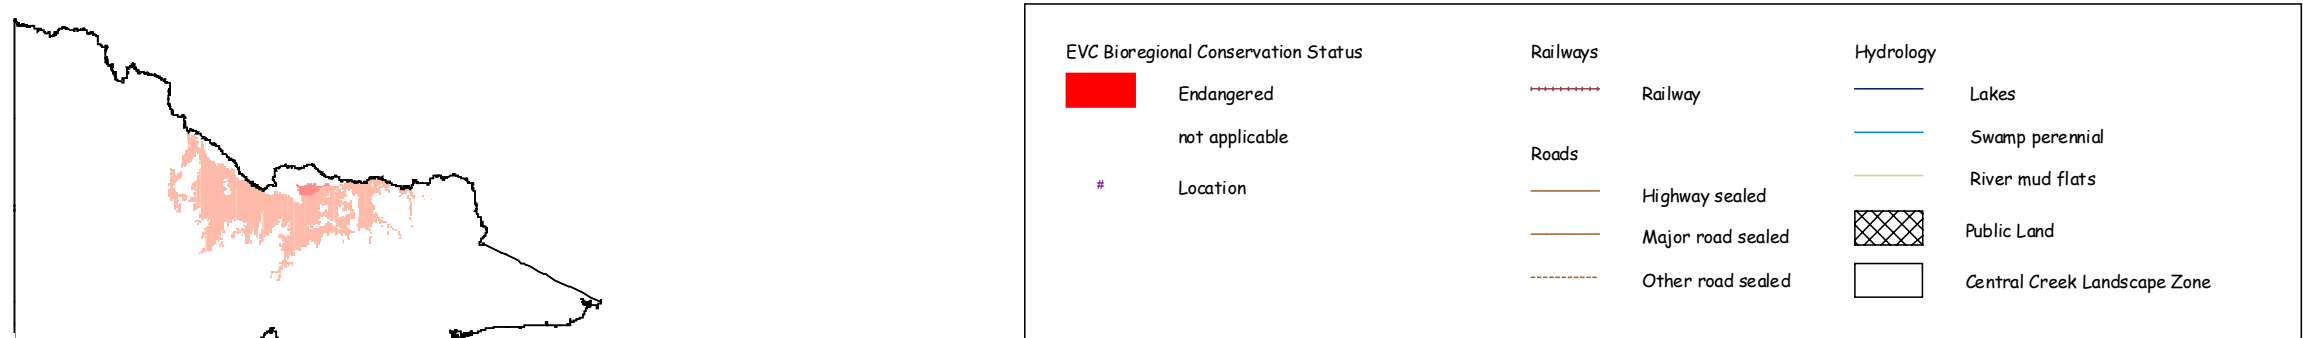 EVC Bioregional Conservation Status
Endangered
not applicable
# Location
Railways
Railway
Roads
Highway sealed
Major road sealed
Other road sealed
Hydrology
Lakes
Swamp perennial
River mud flats
Public Land
Central Creek Landscape Zone